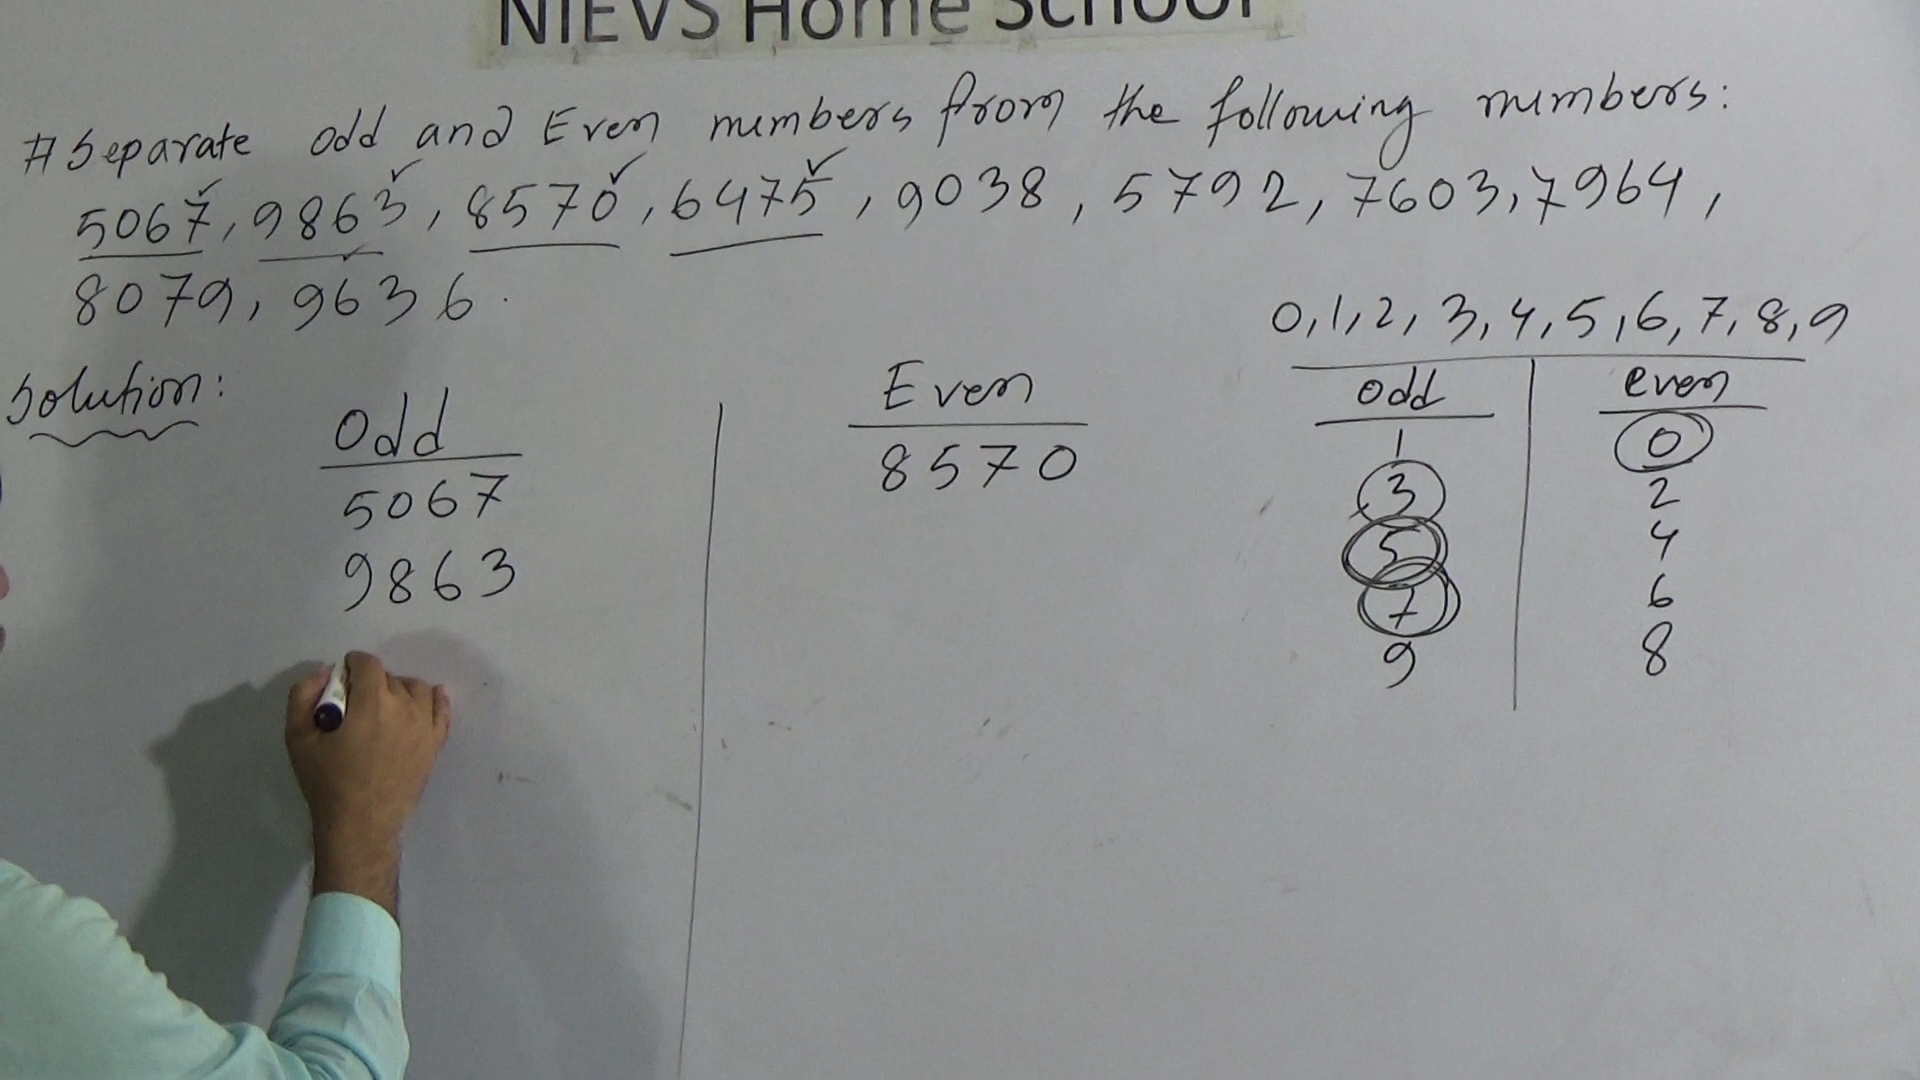 NIEVS Home School
# Separate odd and Even numbers from the following numbers:
5067, 9863, 8570, 6475, 9038, 5792, 7603, 7964,
8079, 9636.
Solution:
Odd
5067
9863
Even
8570
0,1,2,3,4,5,6,7,8,9
odd
1
3
5
7
9
even
0
2
4
6
8